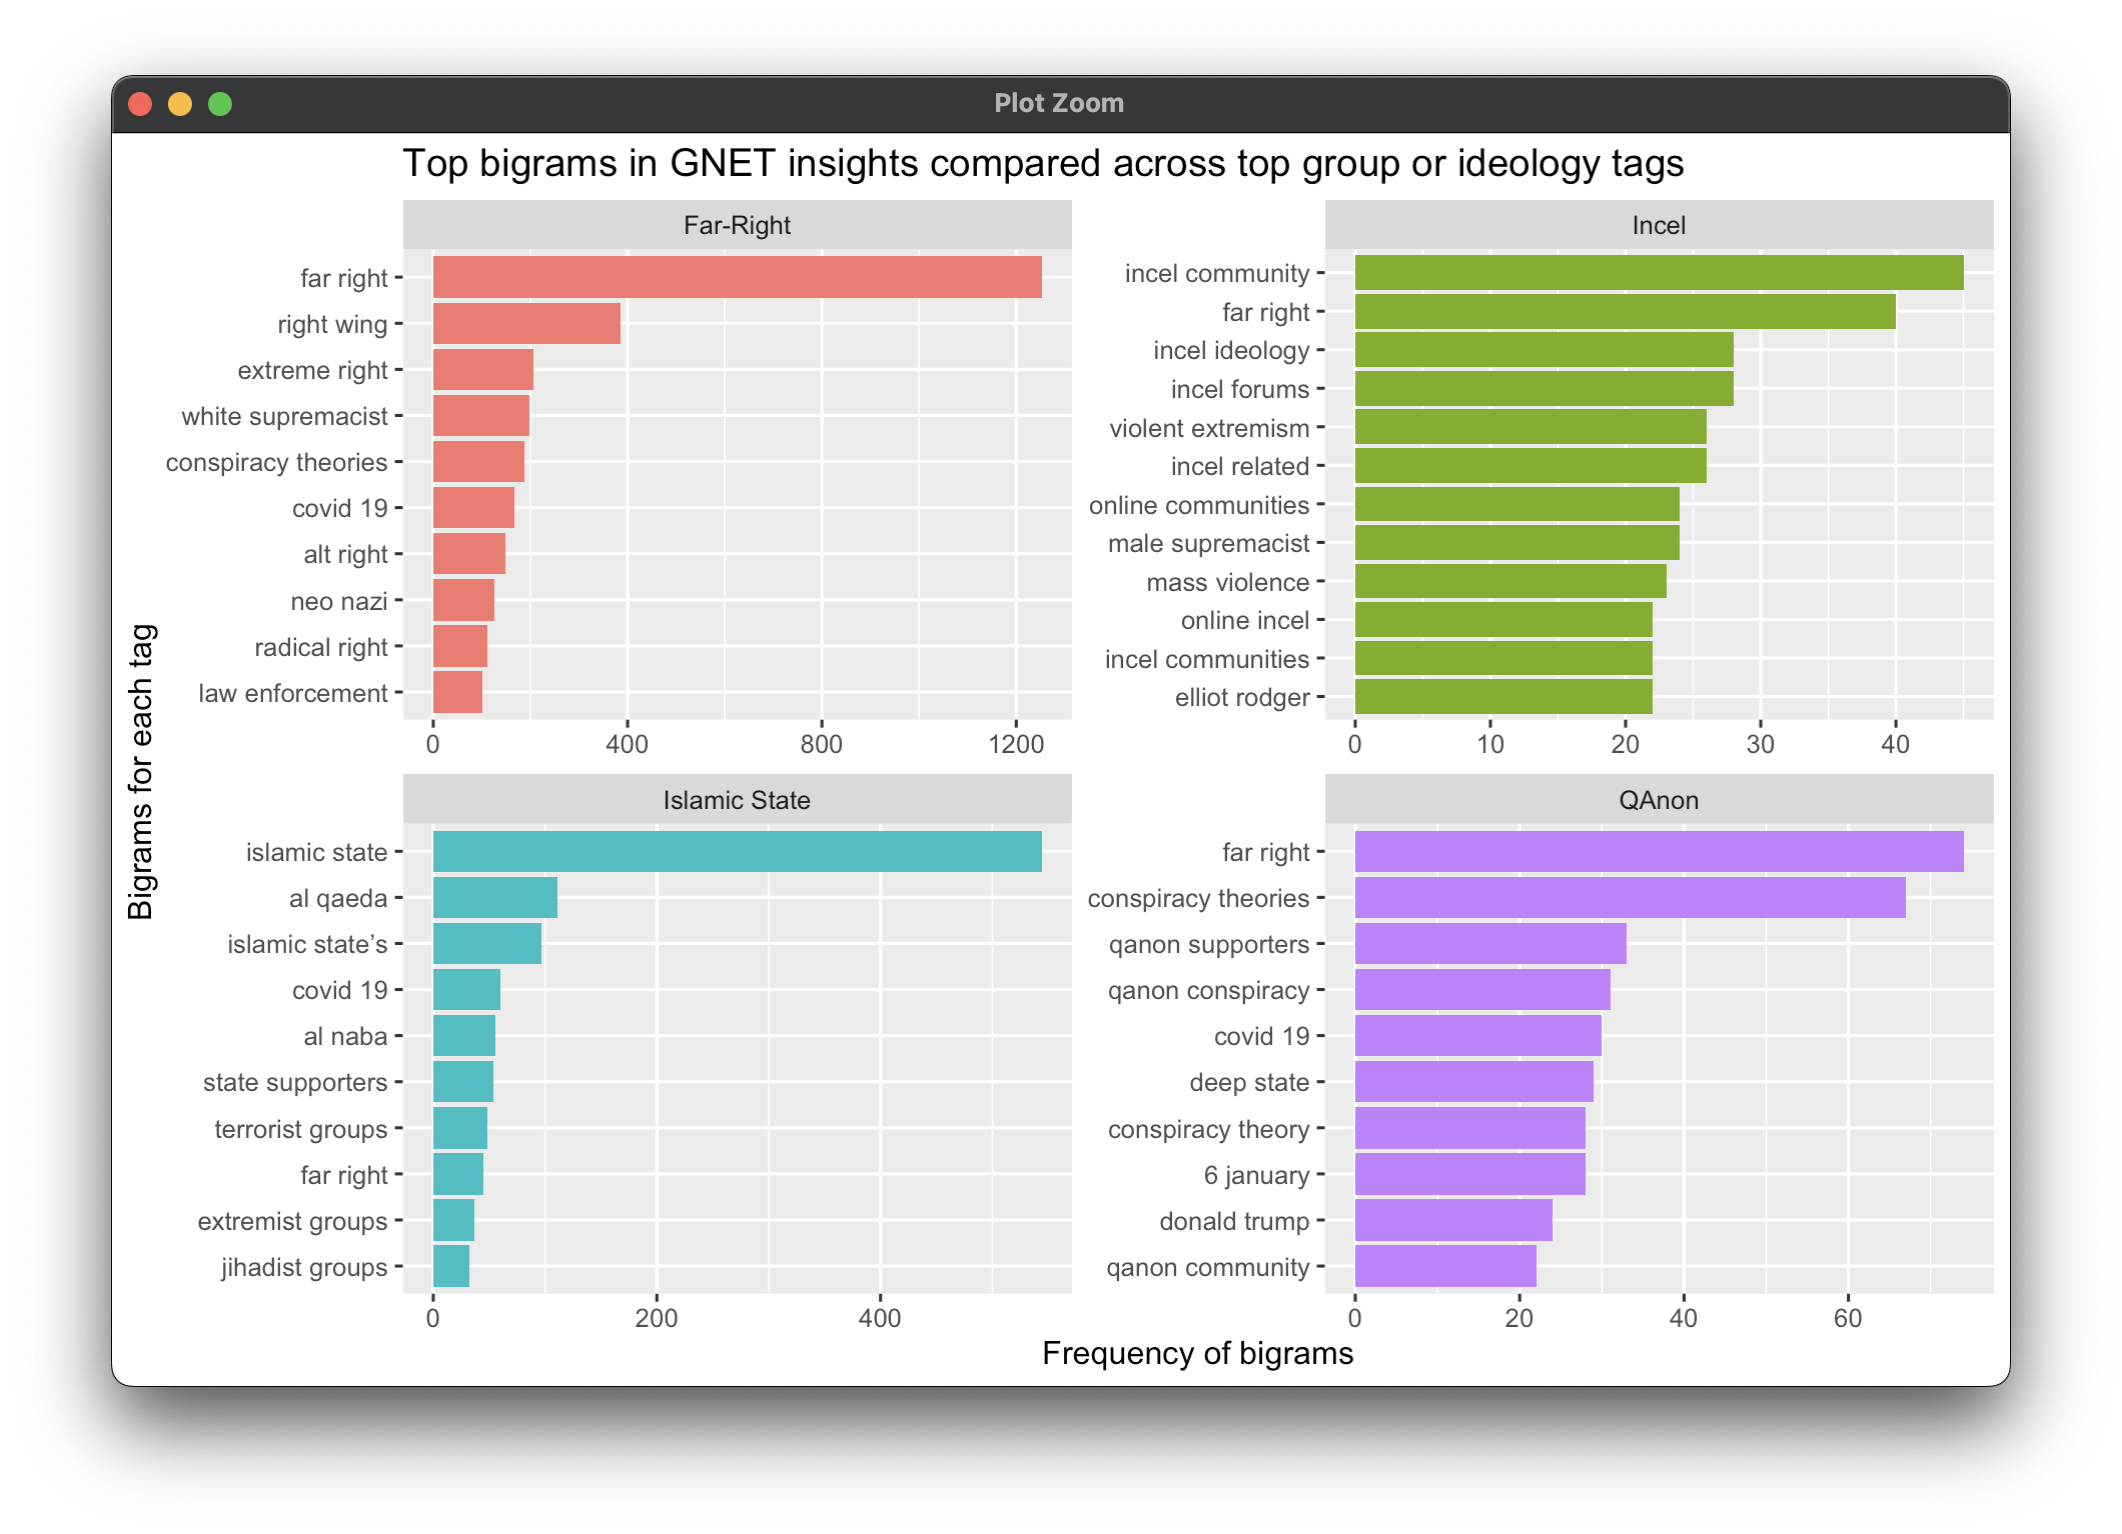 Plot Zoom
Top bigrams in GNET insights compared across top group or ideology tags
Bigrams for each tag
Far-Right
far right
right wing
extreme right
white supremacist
conspiracy theories
covid 19
alt right
neo nazi
radical right
law enforcement
0 400 800 1200
Incel
incel community
far right
incel ideology
incel forums
violent extremism
incel related
online communities
male supremacist
mass violence
online incel
incel communities
elliot rodger
0 10 20 30 40
Islamic State
islamic state
al qaeda
islamic state’s
covid 19
al naba
state supporters
terrorist groups
far right
extremist groups
jihadist groups
0 200 400
QAnon
far right
conspiracy theories
qanon supporters
qanon conspiracy
covid 19
deep state
conspiracy theory
6 january
donald trump
qanon community
0 20 40 60
Frequency of bigrams